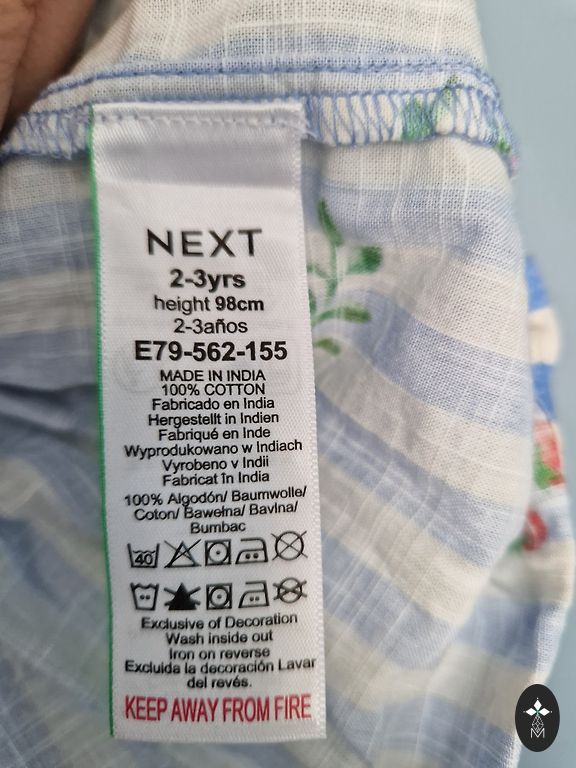 NEXT
2-3yrs
height 98cm
2-3años
E79-562-155
MADE IN INDIA
100% COTTON
Fabricado en India
Hergestellt in Indien
Fabriqué en Inde
Wyprodukowano w Indiach
Vyrobeno v Indii
Fabricat în India
100% Algodón/ Baumwolle/
Coton/ Bawełna/ Bavlna/
Bumbac
40
Exclusive of Decoration
Wash inside out
Iron on reverse
Excluida la decoración Lavar
del revés.
KEEP AWAY FROM FIRE
M